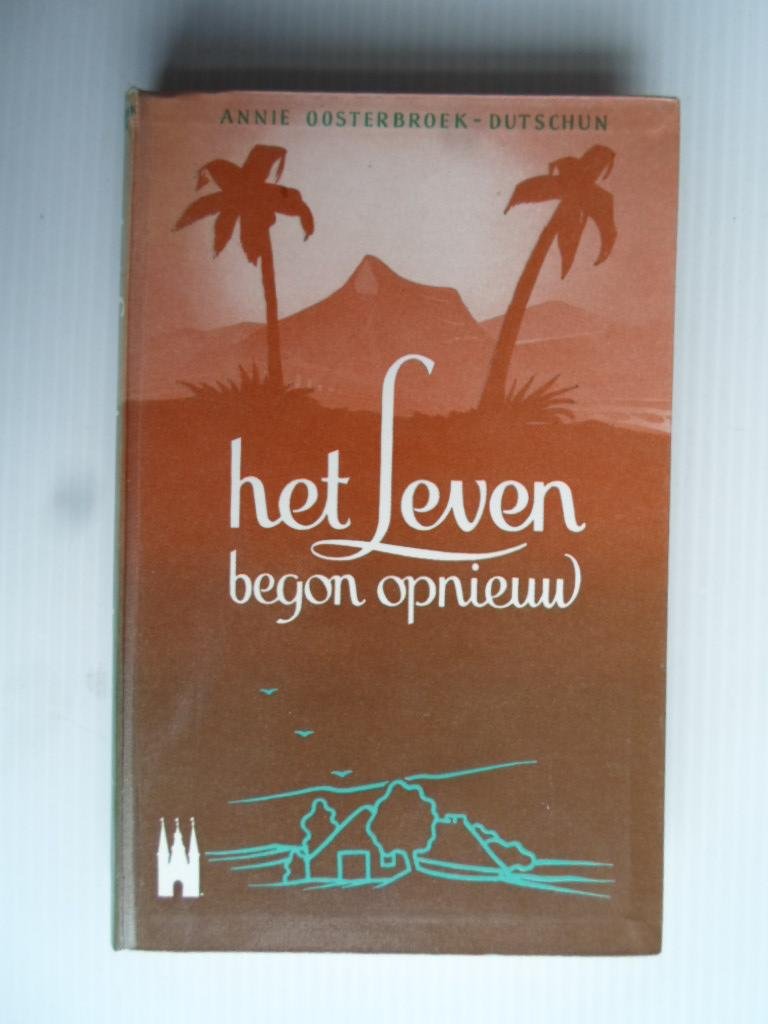 ANNIE OOSTERBROEK-DUTSCHUN
het Leven
begon opnieuw